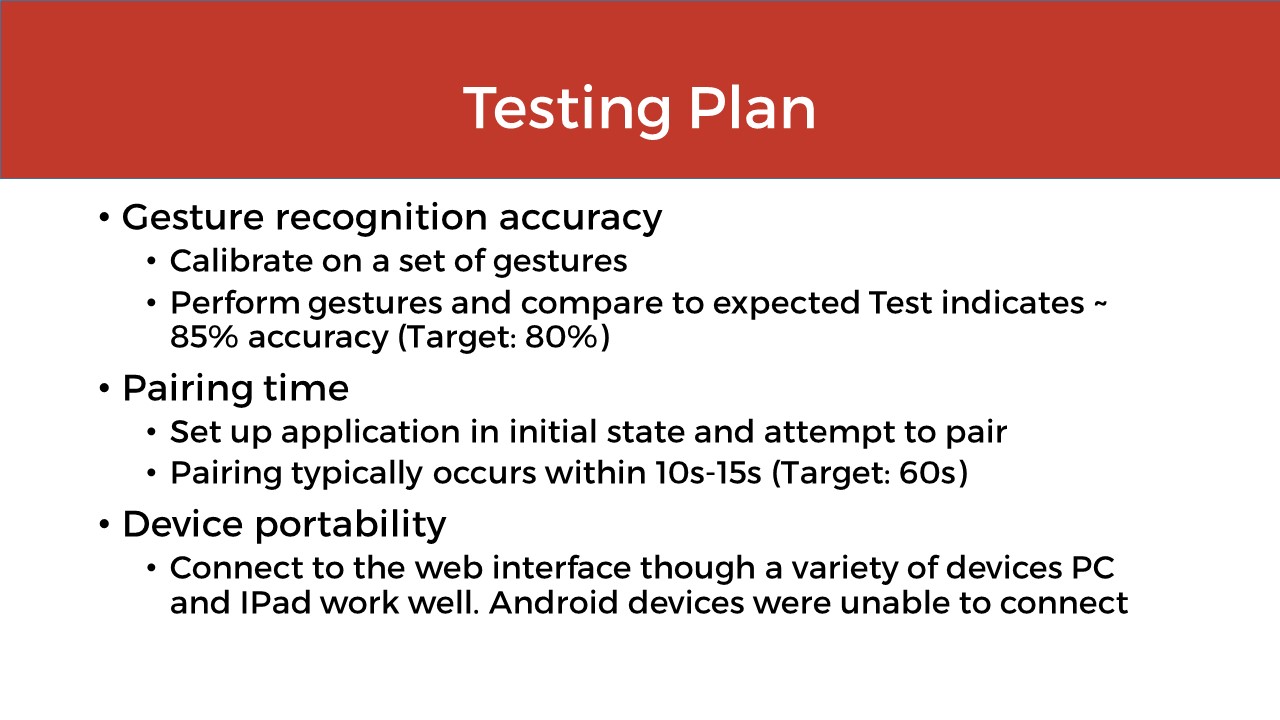 Testing Plan
• Gesture recognition accuracy
• Calibrate on a set of gestures
• Perform gestures and compare to expected Test indicates ~
85% accuracy (Target: 80%)
• Pairing time
• Set up application in initial state and attempt to pair
• Pairing typically occurs within 10s-15s (Target: 60s)
• Device portability
• Connect to the web interface though a variety of devices PC
and IPad work well. Android devices were unable to connect